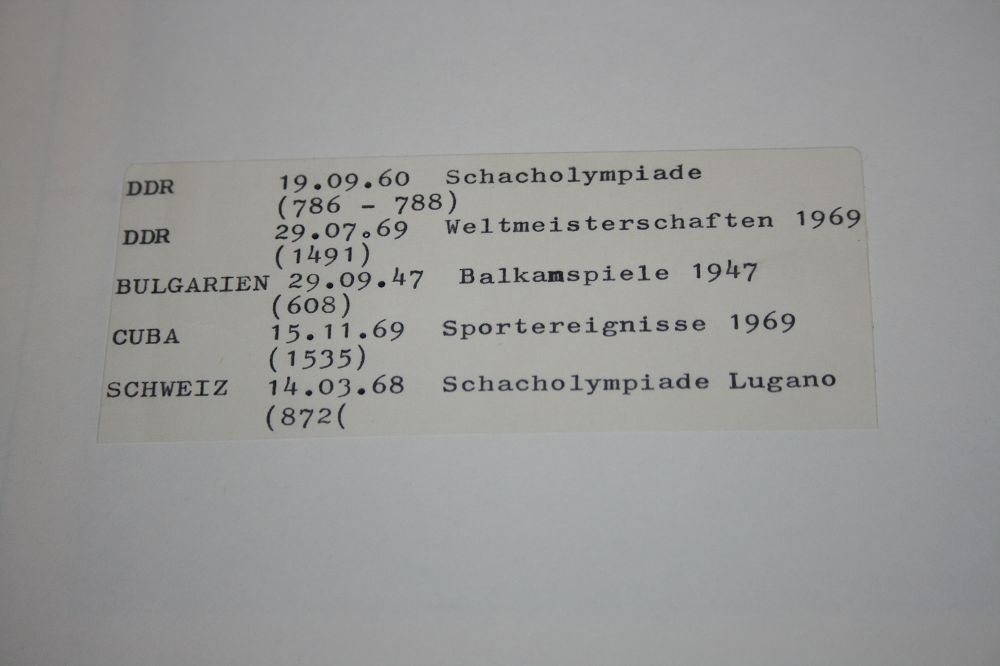 DDR 19.09.60 Schacholympiade
(786 - 788)
DDR 29.07.69 Weltmeisterschaften 1969
(1491)
BULGARIEN 29.09.47 Balkamspiele 1947
(608)
CUBA 15.11.69 Sportereignisse 1969
(1535)
SCHWEIZ 14.03.68 Schacholympiade Lugano
(872(